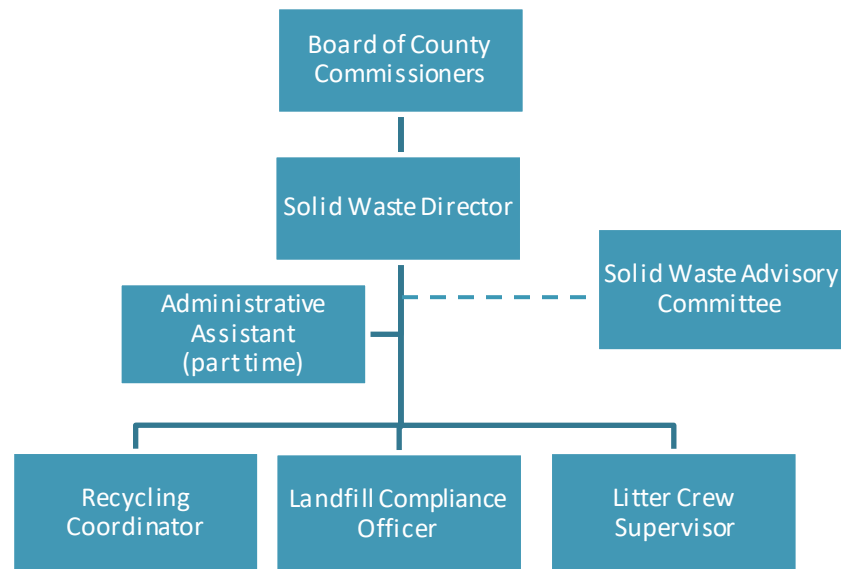 Board of County
Commissioners
Solid Waste Director
Solid Waste Advisory
Committee
Administrative
Assistant
(part time)
Recycling
Coordinator
Landfill Compliance
Officer
Litter Crew
Supervisor